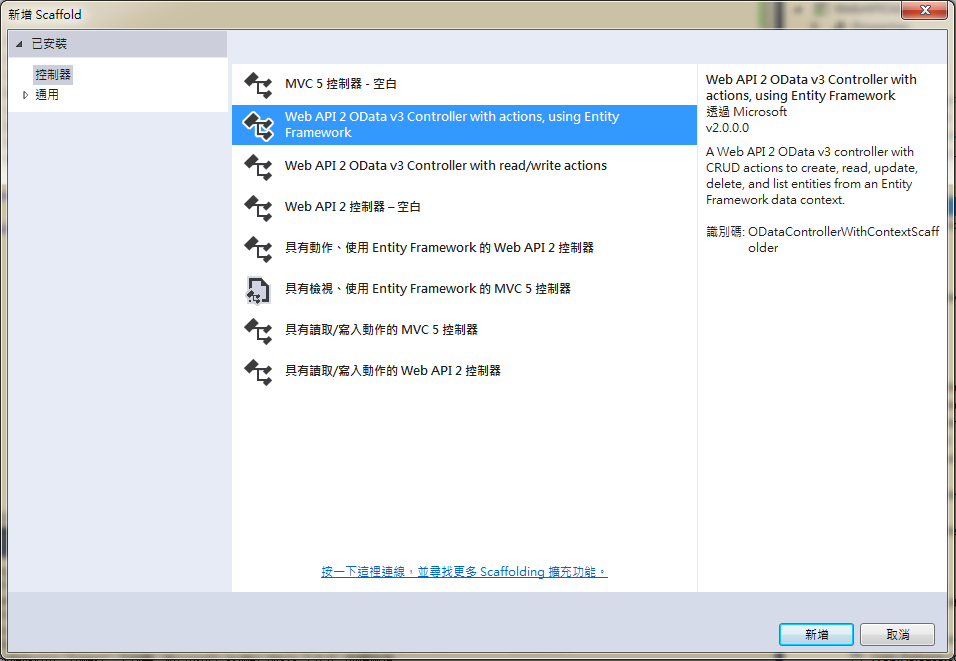 新增 Scaffold
已安裝
控制器
通用
MVC 5 控制器 - 空白
Web API 2 OData v3 Controller with actions, using Entity
Framework
Web API 2 OData v3 Controller with read/write actions
Web API 2 控制器 – 空白
具有動作、使用 Entity Framework 的 Web API 2 控制器
具有檢視、使用 Entity Framework 的 MVC 5 控制器
具有讀取/寫入動作的 MVC 5 控制器
具有讀取/寫入動作的 Web API 2 控制器
按一下這裡連線，並尋找更多 Scaffolding 擴充功能。
Web API 2 OData v3 Controller with
actions, using Entity Framework
透過 Microsoft
v2.0.0.0
A Web API 2 OData v3 controller with
CRUD actions to create, read, update,
delete, and list entities from an Entity
Framework data context.
識別碼: ODataControllerWithContextScaff
older
新增
取消